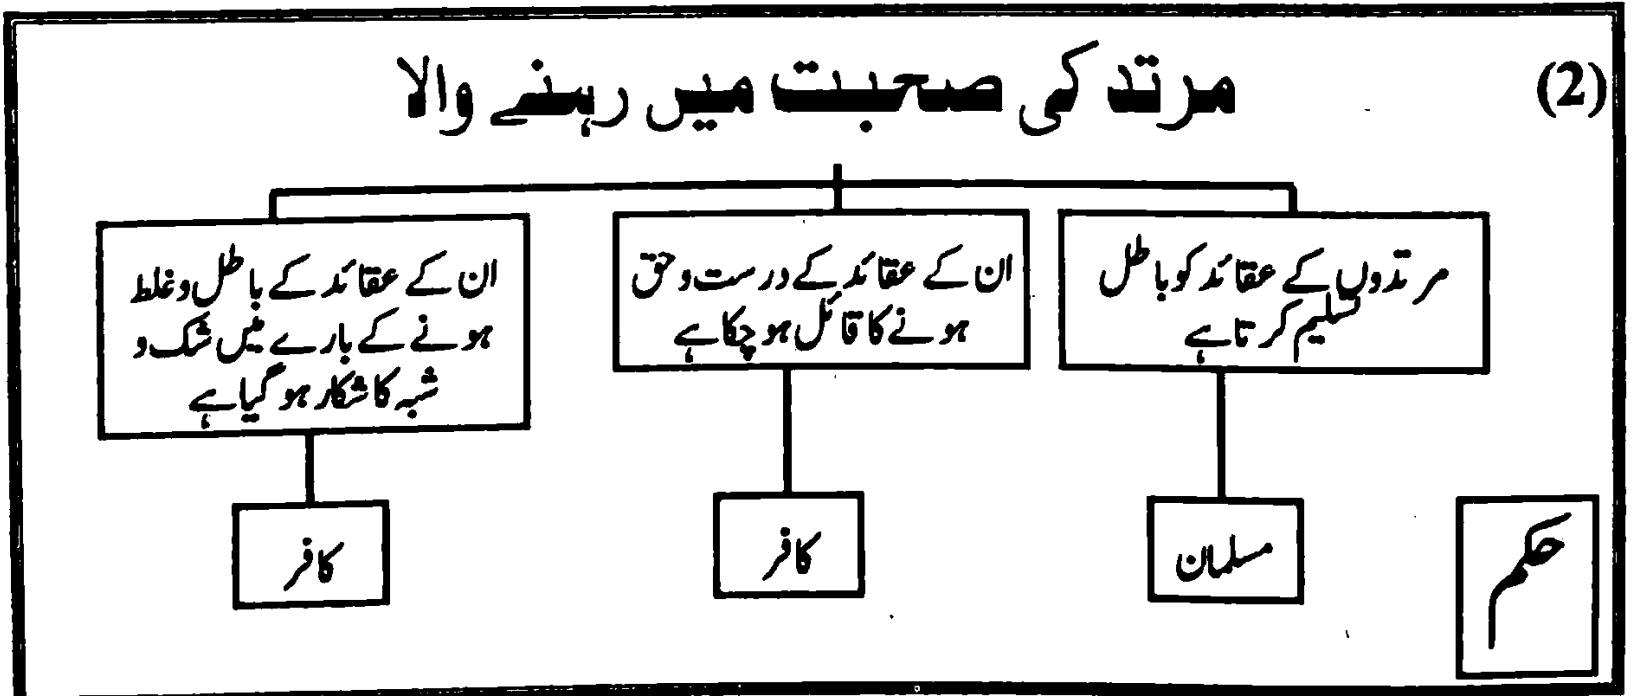 (2)
مرتد کی صحبت میں رہنے والا
مرتدوں کے عقائد کو باطل
تسلیم کرتا ہے
ان کے عقائد کے درست و حق
ہونے کا قائل ہو چکا ہے
ان کے عقائد کے باطل و غلط
ہونے کے بارے میں شک و
شبہ کا شکار ہو گیا ہے
حکم
مسلمان
کافر
کافر